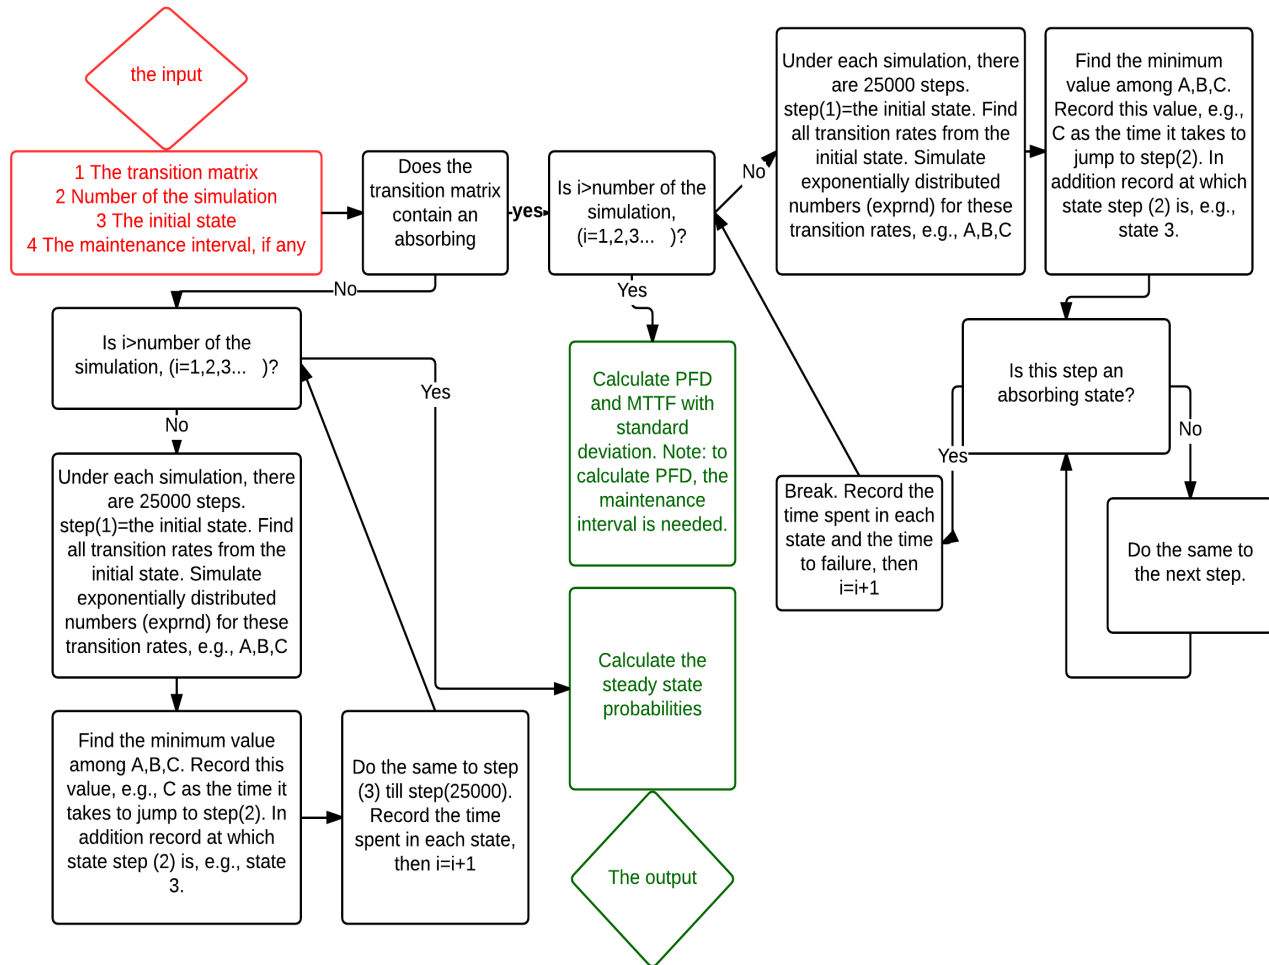 the input
1 The transition matrix
2 Number of the simulation
3 The initial state
4 The maintenance interval, if any
Does the
transition matrix
contain an
absorbing
yes
Is i>number of the
simulation,
(i=1,2,3... )?
No
Under each simulation, there
are 25000 steps.
step(1)=the initial state. Find
all transition rates from the
initial state. Simulate
exponentially distributed
numbers (exprnd) for these
transition rates, e.g., A,B,C
Find the minimum
value among A,B,C.
Record this value, e.g.,
C as the time it takes to
jump to step(2). In
addition record at which
state step (2) is, e.g.,
state 3.
No
Yes
Is i>number of the
simulation, (i=1,2,3... )?
Yes
No
Calculate PFD
and MTTF with
standard
deviation. Note: to
calculate PFD, the
maintenance
interval is needed.
Is this step an
absorbing state?
Yes
No
Break. Record the
time spent in each
state and the time
to failure, then
i=i+1
Do the same to
the next step.
Under each simulation, there
are 25000 steps.
step(1)=the initial state. Find
all transition rates from the
initial state. Simulate
exponentially distributed
numbers (exprnd) for these
transition rates, e.g., A,B,C
Calculate the
steady state
probabilities
Find the minimum value
among A,B,C. Record this
value, e.g., C as the time it
takes to jump to step(2). In
addition record at which
state step (2) is, e.g., state
3.
Do the same to step
(3) till step(25000).
Record the time
spent in each state,
then i=i+1
The output